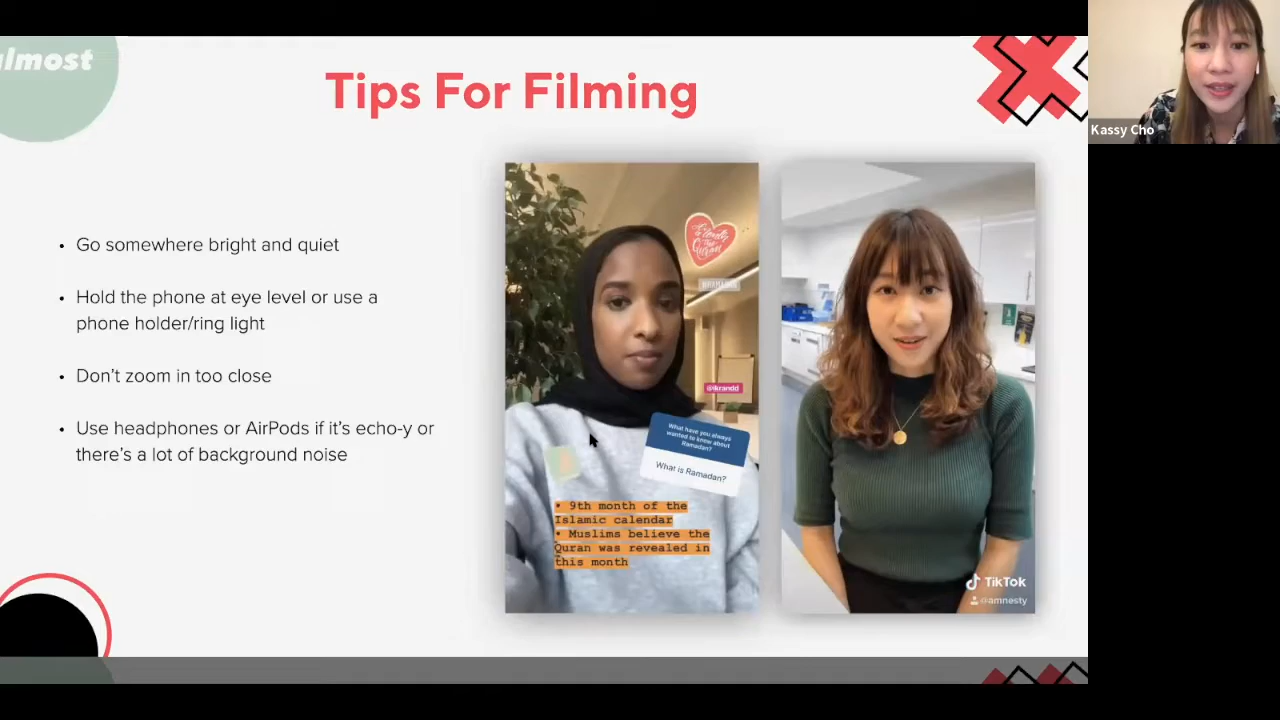 almost
Tips For Filming
Kassy Cho
• Go somewhere bright and quiet
• Hold the phone at eye level or use a
phone holder/ring light
• Don't zoom in too close
• Use headphones or AirPods if it's echo-y or
there's a lot of background noise
#RAMADAN
@ikrandd
What have you always
wanted to know about
Ramadan?
What is Ramadan?
• 9th month of the
Islamic calendar
• Muslims believe the
Quran was revealed in
this month
TikTok
@amnesty